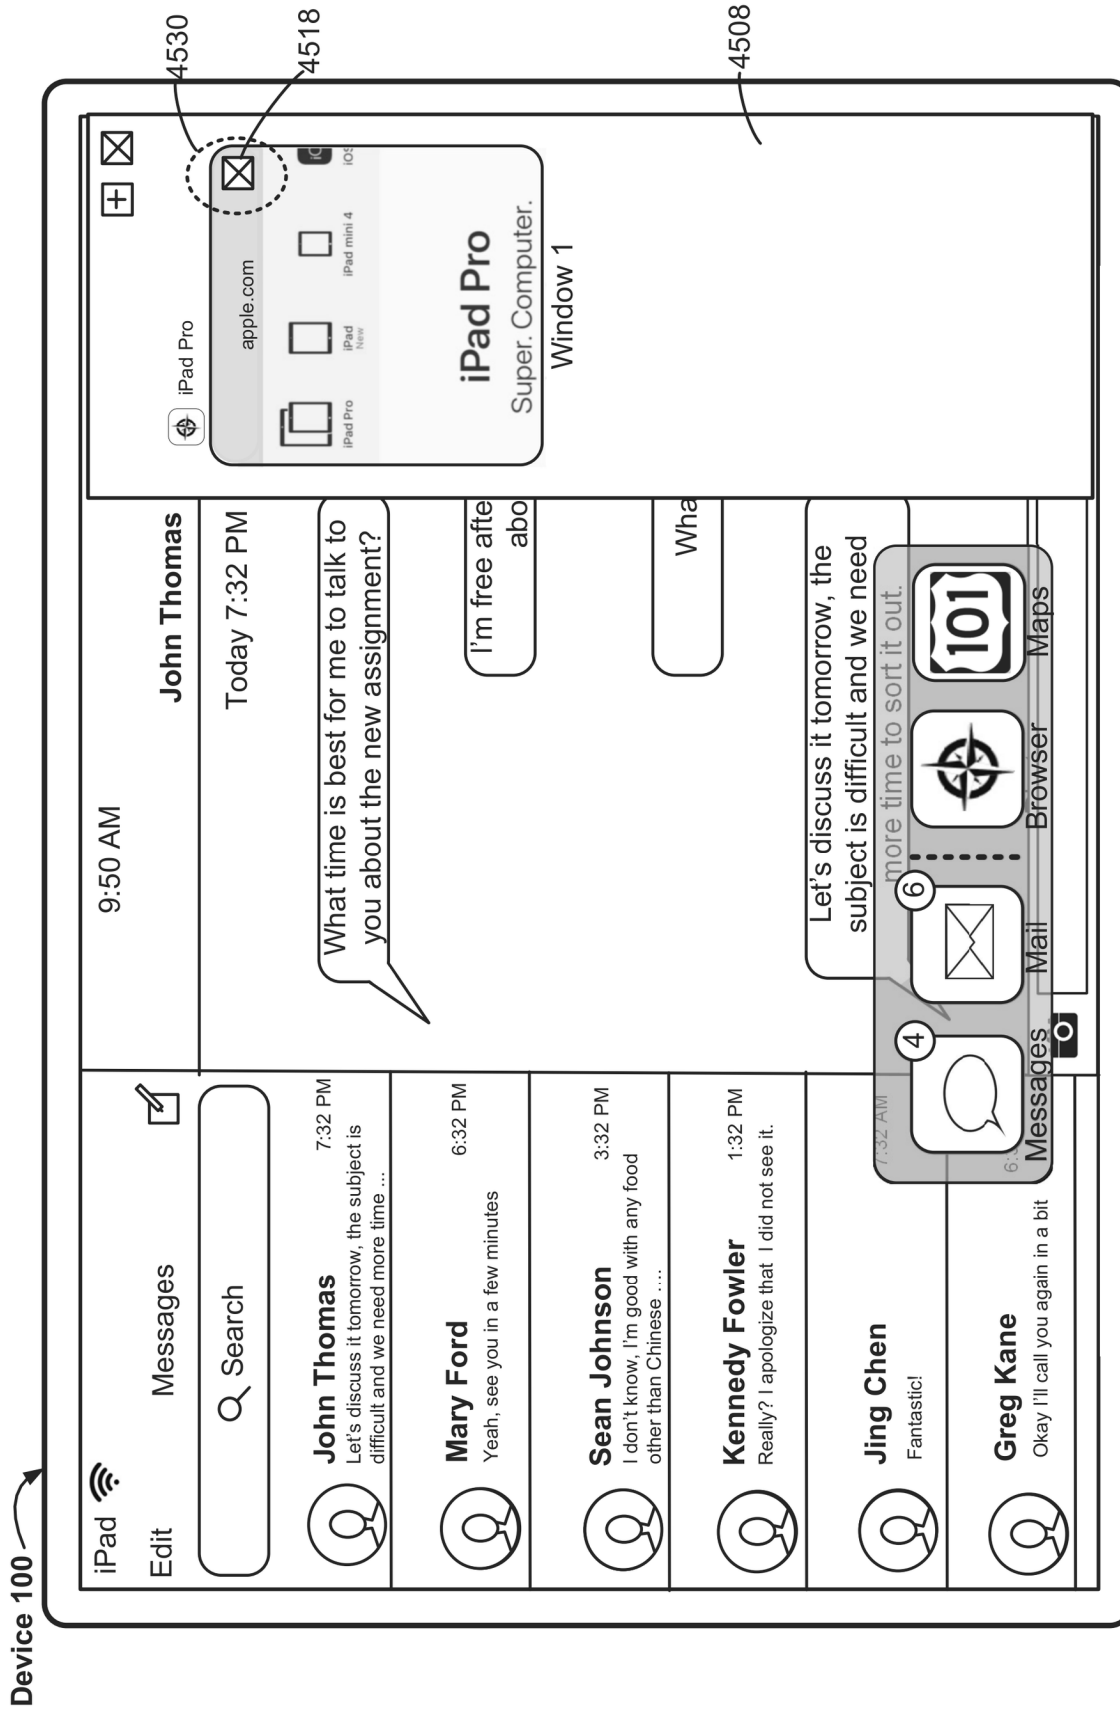 Device 100
iPad
9:50 AM
Edit
Messages
Search
John Thomas
7:32 PM
Let's discuss it tomorrow, the subject is
difficult and we need more time ...
Mary Ford
6:32 PM
Yeah, see you in a few minutes
Sean Johnson
3:32 PM
I don't know, I'm good with any food
other than Chinese ....
Kennedy Fowler
1:32 PM
Really? I apologize that I did not see it.
Jing Chen
7:32 AM
Fantastic!
Greg Kane
6:3
Okay I'll call you again in a bit
John Thomas
Today 7:32 PM
What time is best for me to talk to
you about the new assignment?
I'm free afte
abo
Wha
Let's discuss it tomorrow, the
subject is difficult and we need
more time to sort it out.
4
6
101
Messages
Mail
Browser
Maps
iPad Pro
apple.com
iPad Pro
iPad
New
iPad mini 4
iOS
iPad Pro
Super. Computer.
Window 1
4530
4518
4508